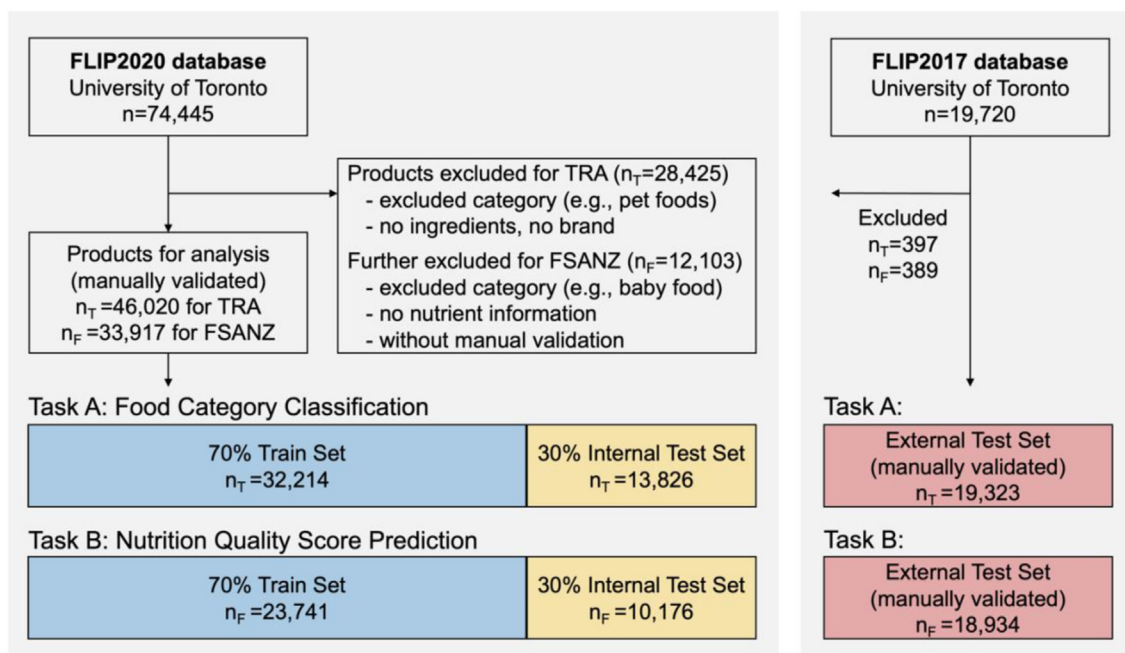 FLIP2020 database
University of Toronto
n=74,445
Products excluded for TRA (nT=28,425)
- excluded category (e.g., pet foods)
- no ingredients, no brand
Further excluded for FSANZ (nF=12,103)
- excluded category (e.g., baby food)
- no nutrient information
- without manual validation
Products for analysis
(manually validated)
nT=46,020 for TRA
nF =33,917 for FSANZ
Task A: Food Category Classification
70% Train Set
nT=32,214
30% Internal Test Set
nT=13,826
Task B: Nutrition Quality Score Prediction
70% Train Set
nF=23,741
30% Internal Test Set
nF=10,176
FLIP2017 database
University of Toronto
n=19,720
Excluded
nT=397
nF=389
Task A:
External Test Set
(manually validated)
nT=19,323
Task B:
External Test Set
(manually validated)
nF=18,934